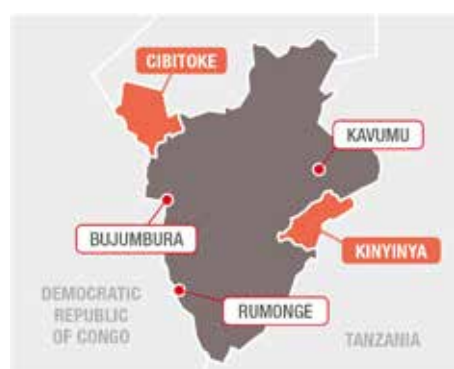 CIBITOKE
KAVUMU
BUJUMBURA
KINYINYA
DEMOCRATIC
REPUBLIC
OF CONGO
RUMONGE
TANZANIA